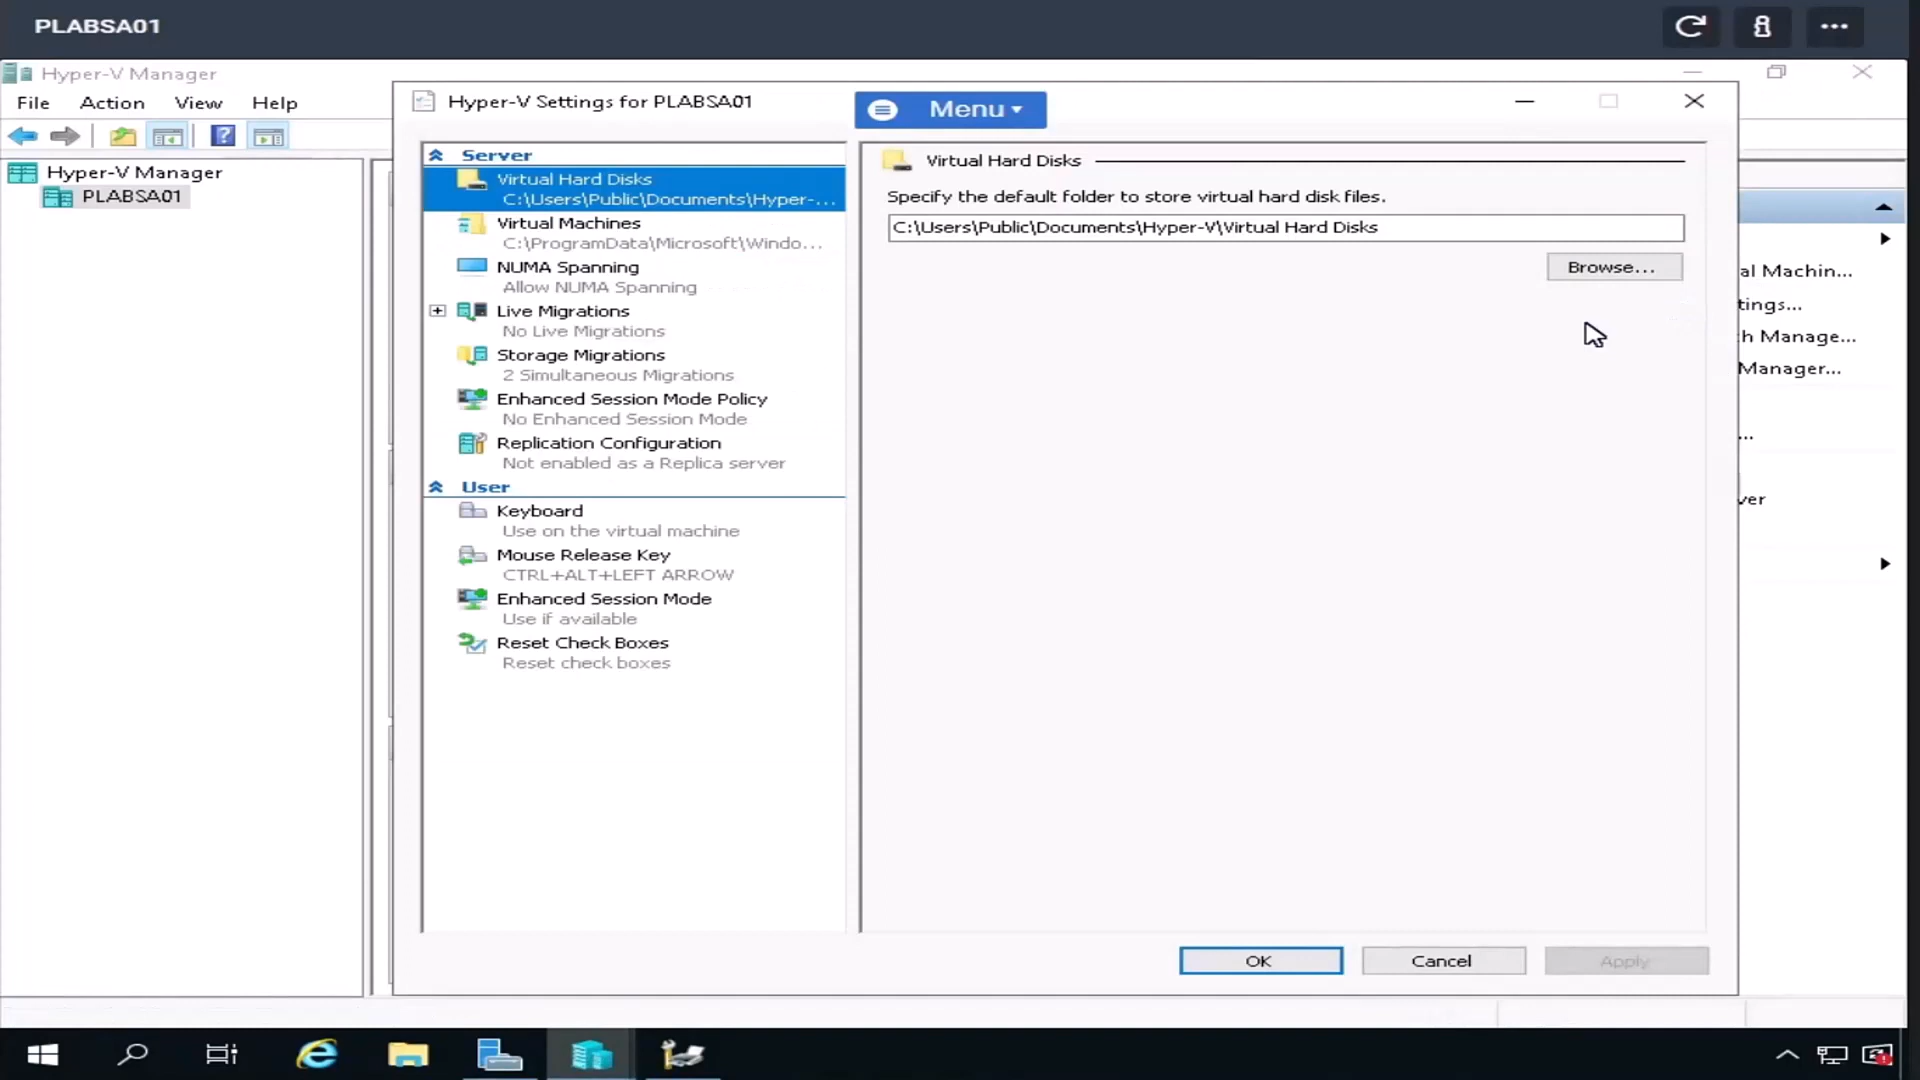 PLABSA01
Hyper-V Manager
File Action View Help
Hyper-V Manager
PLABSA01
Hyper-V Settings for PLABSA01
Menu
Server
Virtual Hard Disks
C:\Users\Public\Documents\Hyper-...
Virtual Machines
C:\ProgramData\Microsoft\Windo...
NUMA Spanning
Allow NUMA Spanning
Live Migrations
No Live Migrations
Storage Migrations
2 Simultaneous Migrations
Enhanced Session Mode Policy
No Enhanced Session Mode
Replication Configuration
Not enabled as a Replica server
User
Keyboard
Use on the virtual machine
Mouse Release Key
CTRL+ALT+LEFT ARROW
Enhanced Session Mode
Use if available
Reset Check Boxes
Reset check boxes
Virtual Hard Disks
Specify the default folder to store virtual hard disk files.
C:\Users\Public\Documents\Hyper-V\Virtual Hard Disks
Browse...
OK Cancel Apply
al Machin...
tings...
h Manage...
Manager...
...
ver